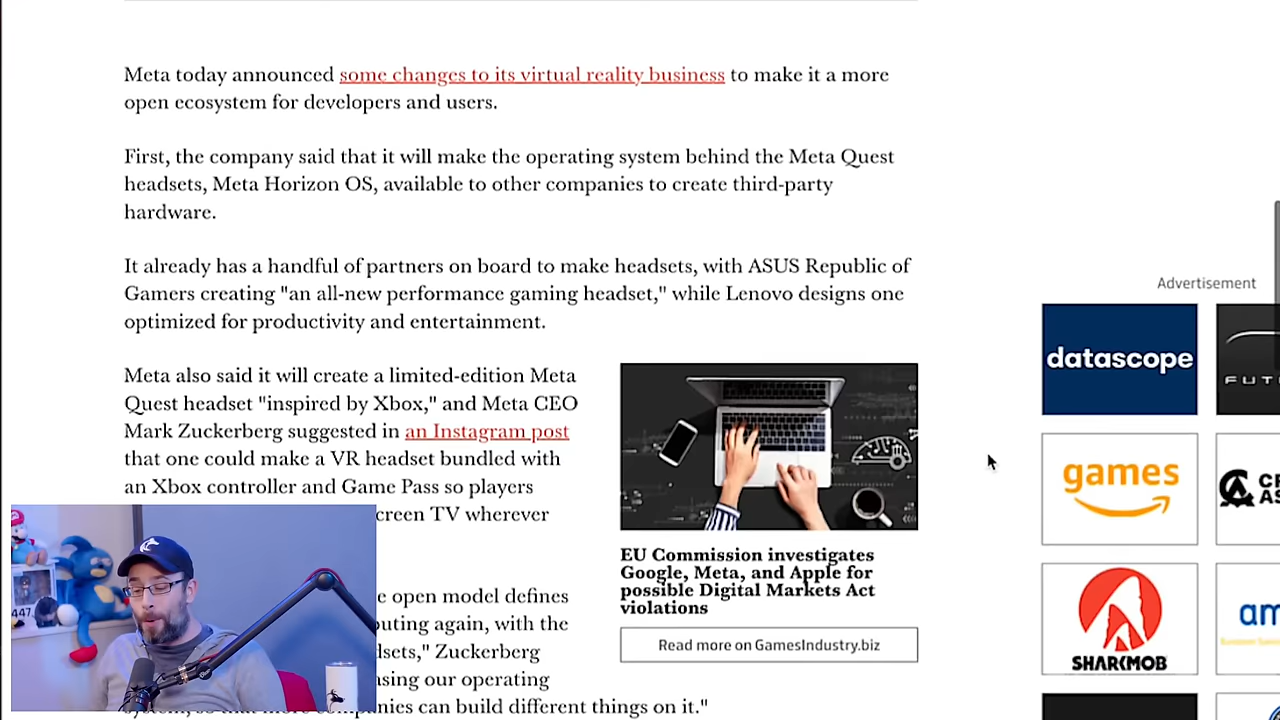 Meta today announced some changes to its virtual reality business to make it a more
open ecosystem for developers and users.
First, the company said that it will make the operating system behind the Meta Quest
headsets, Meta Horizon OS, available to other companies to create third-party
hardware.
It already has a handful of partners on board to make headsets, with ASUS Republic of
Gamers creating "an all-new performance gaming headset," while Lenovo designs one
optimized for productivity and entertainment.
Meta also said it will create a limited-edition Meta
Quest headset "inspired by Xbox," and Meta CEO
Mark Zuckerberg suggested in an Instagram post
that one could make a VR headset bundled with
an Xbox controller and Game Pass so players
creen TV wherever
e open model defines
outing again, with the
dsets," Zuckerberg
asing our operating
nies can build different things on it."
EU Commission investigates
Google, Meta, and Apple for
possible Digital Markets Act
violations
Read more on GamesIndustry.biz
Advertisement
datascope
FUT
games
SHARKMOB
am
447